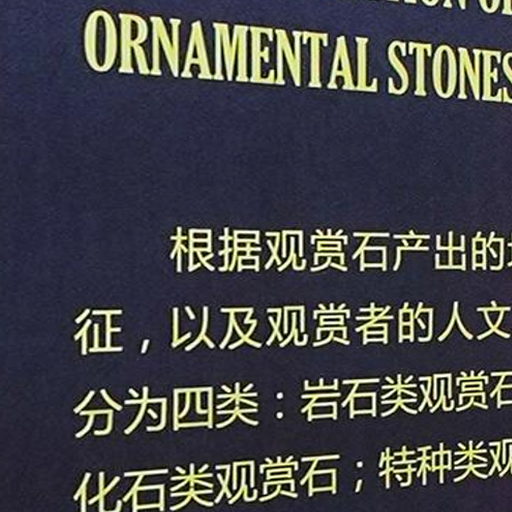 ORNAMENTAL STONES
根据观赏石产出的
征，以及观赏者的人文
分为四类：岩石类观赏石
化石类观赏石；特种类观